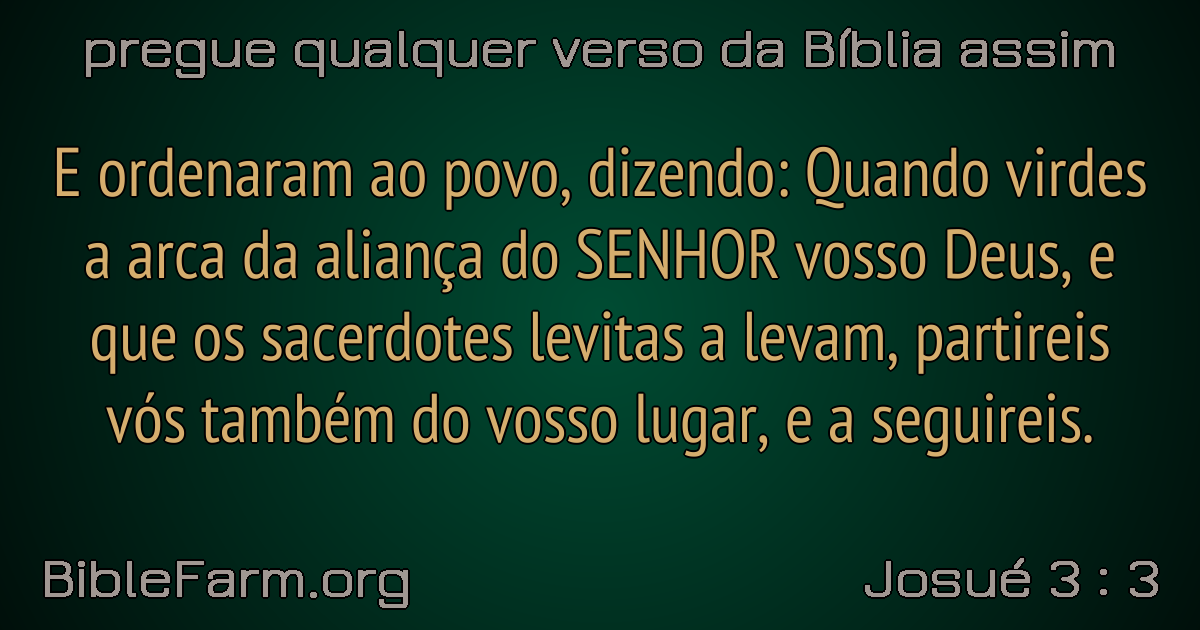 pregue qualquer verso da Bíblia assim
E ordenaram ao povo, dizendo: Quando virdes
a arca da aliança do SENHOR vosso Deus, e
que os sacerdotes levitas a levam, partireis
vós também do vosso lugar, e a seguireis.
BibleFarm.org
Josué 3 : 3